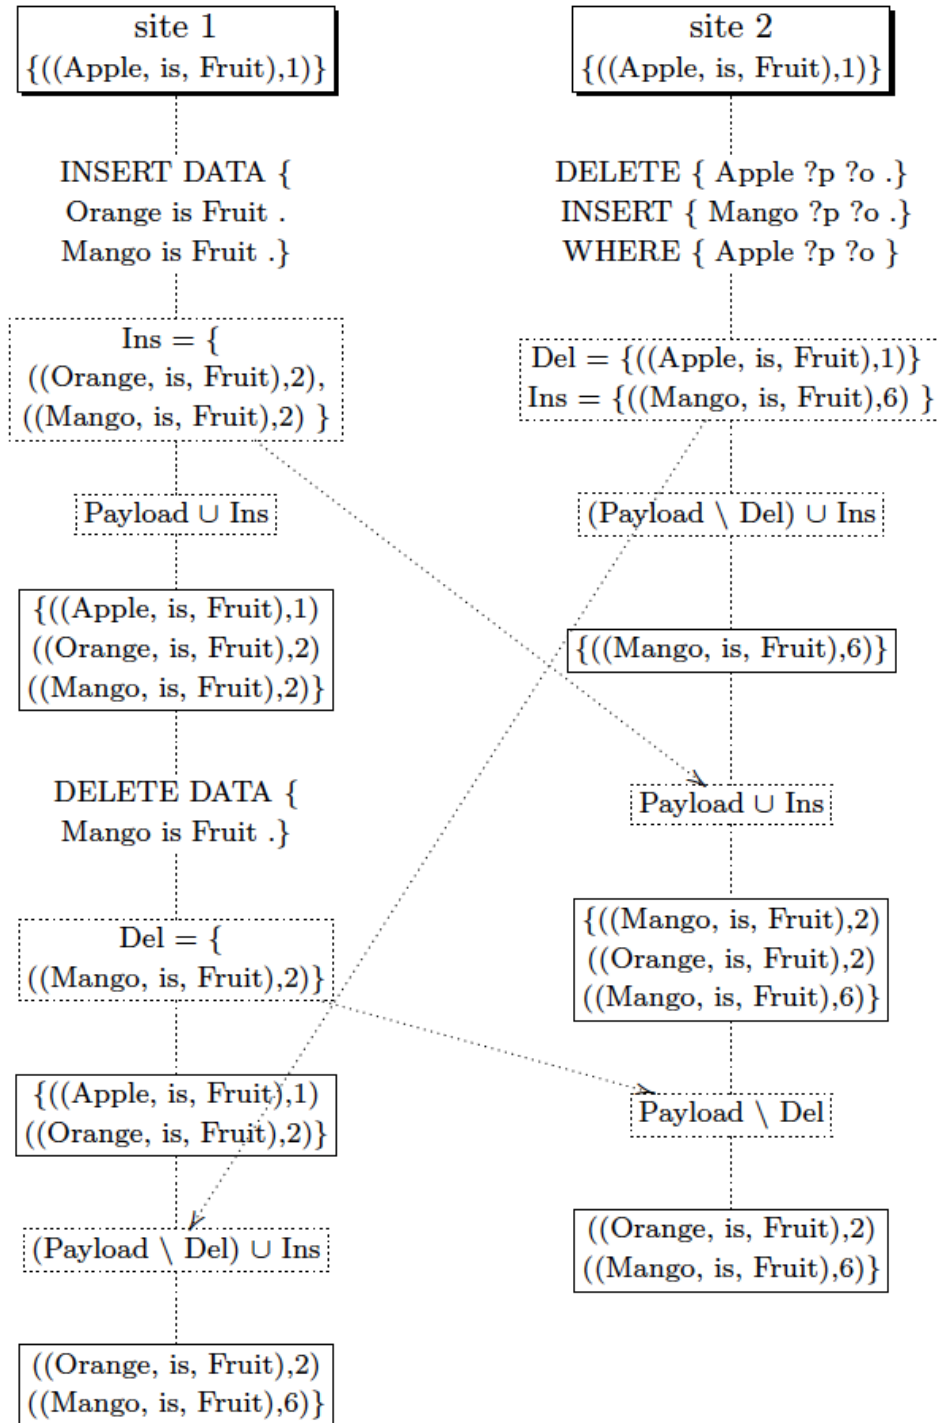 site 1
{((Apple, is, Fruit),1)}
INSERT DATA {
Orange is Fruit .
Mango is Fruit .}
Ins = {
((Orange, is, Fruit),2),
((Mango, is, Fruit),2) }
Payload ∪ Ins
{((Apple, is, Fruit),1)
((Orange, is, Fruit),2)
((Mango, is, Fruit),2)}
DELETE DATA {
Mango is Fruit .}
Del = {
((Mango, is, Fruit),2)}
{((Apple, is, Fruit),1)
((Orange, is, Fruit),2)}
(Payload \ Del) ∪ Ins
((Orange, is, Fruit),2)
((Mango, is, Fruit),6)}
site 2
{((Apple, is, Fruit),1)}
DELETE { Apple ?p ?o .}
INSERT { Mango ?p ?o .}
WHERE { Apple ?p ?o }
Del = {((Apple, is, Fruit),1)}
Ins = {((Mango, is, Fruit),6) }
(Payload \ Del) ∪ Ins
{((Mango, is, Fruit),6)}
Payload ∪ Ins
{((Mango, is, Fruit),2)
((Orange, is, Fruit),2)
((Mango, is, Fruit),6)}
Payload \ Del
((Orange, is, Fruit),2)
((Mango, is, Fruit),6)}